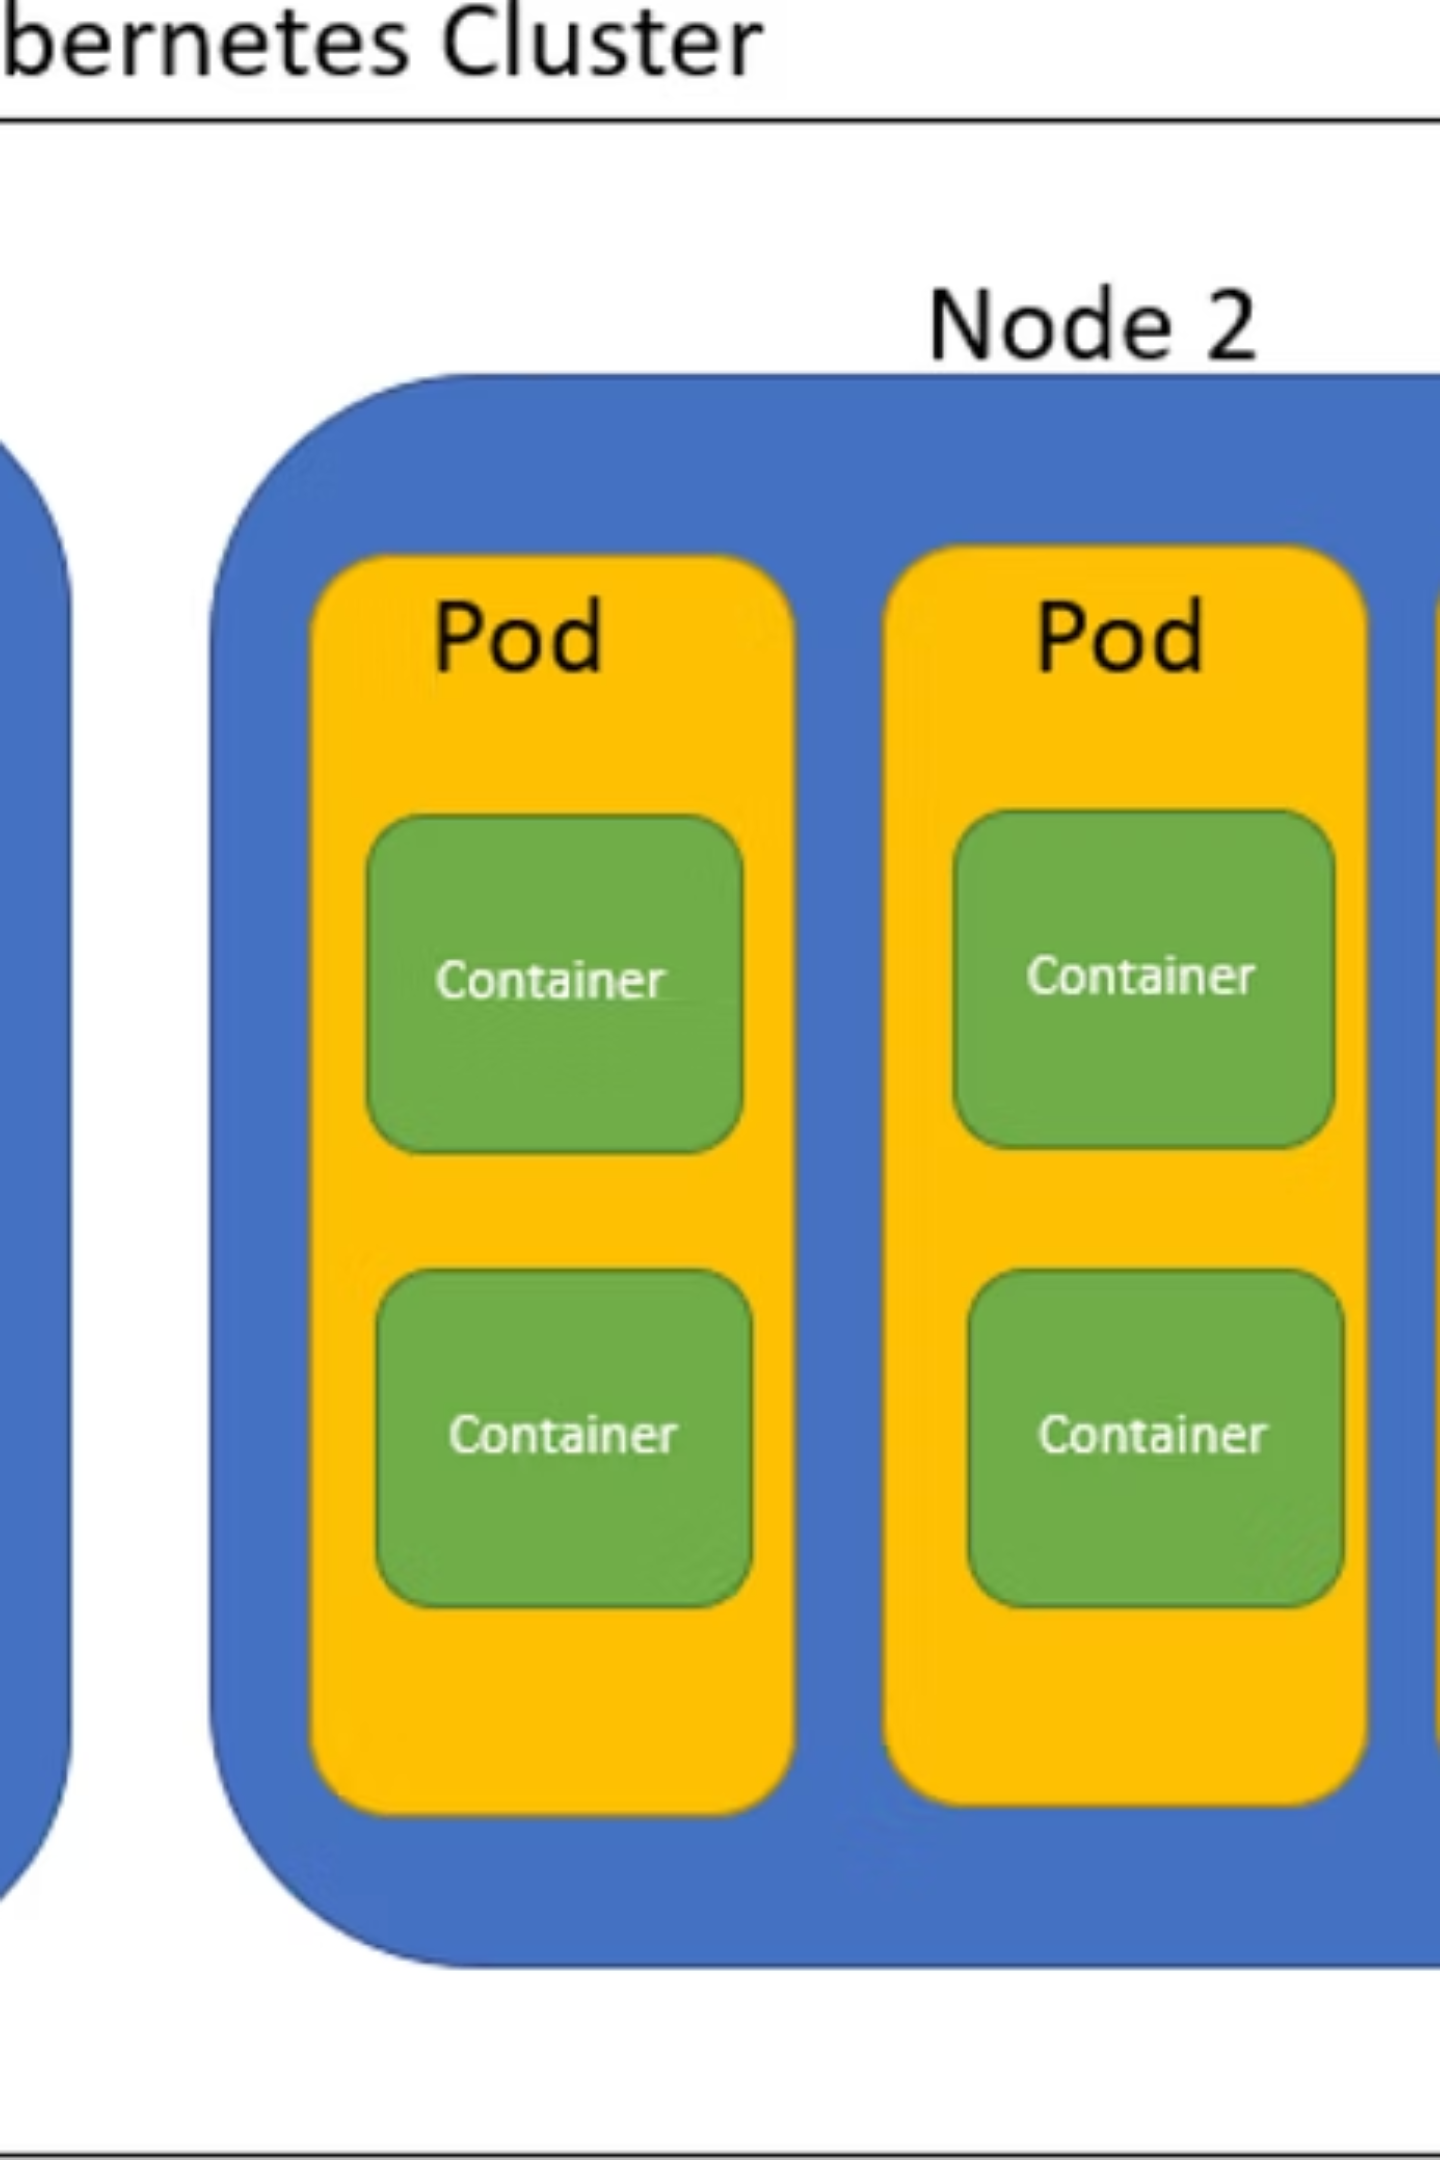 bernetes Cluster
Node 2
Pod
Pod
Container
Container
Container
Container